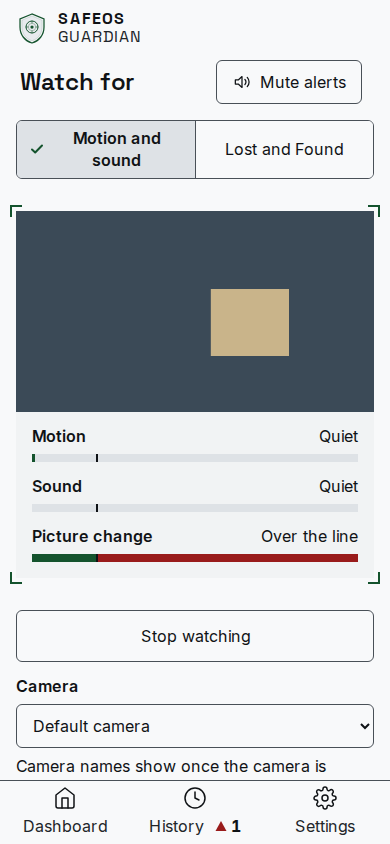 SAFEOS
GUARDIAN
Watch for
Mute alerts
Motion and
sound
Lost and Found
Motion Quiet
Sound Quiet
Picture change Over the line
Stop watching
Camera
Default camera
Camera names show once the camera is
Dashboard
History 1
Settings